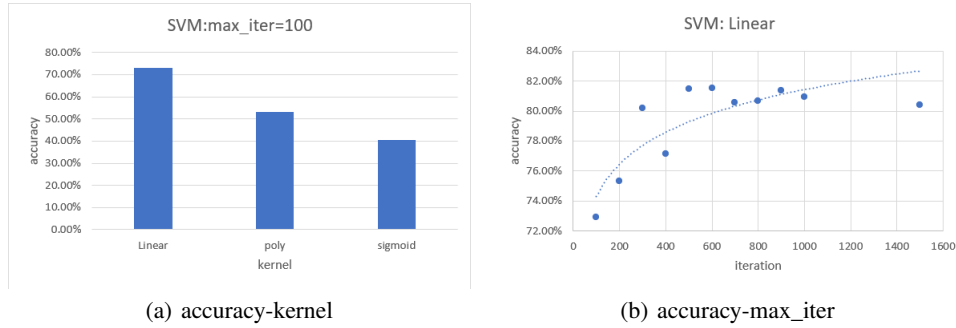 SVM:max_iter=100
80.00%
70.00%
60.00%
50.00%
40.00%
30.00%
20.00%
10.00%
0.00%
accuracy
Linear poly sigmoid
kernel
(a) accuracy-kernel
SVM: Linear
84.00%
82.00%
80.00%
78.00%
76.00%
74.00%
72.00%
accuracy
0 200 400 600 800 1000 1200 1400 1600
iteration
(b) accuracy-max_iter